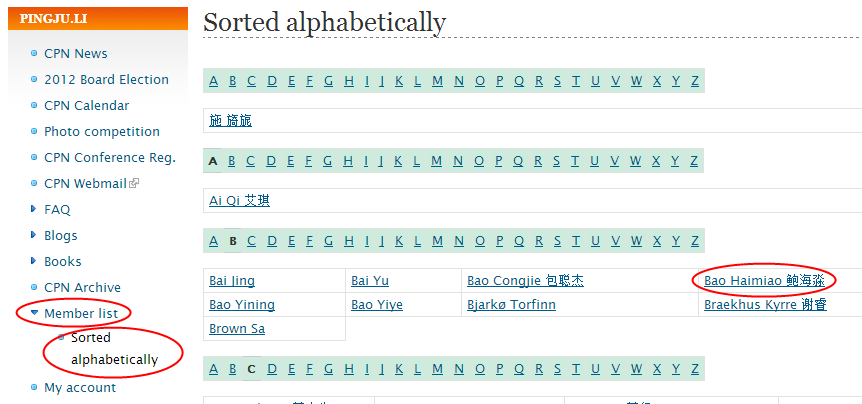 PINGJU.LI
CPN News
2012 Board Election
CPN Calendar
Photo competition
CPN Conference Reg.
CPN Webmail
FAQ
Blogs
Books
CPN Archive
Member list
Sorted
alphabetically
My account
Sorted alphabetically
A B C D E F G H I J K L M N O P Q R S T U V W X Y Z
施 旖旎
A B C D E F G H I J K L M N O P Q R S T U V W X Y Z
Ai Qi 艾琪
A B C D E F G H I J K L M N O P Q R S T U V W X Y Z
Bai Jing Bai Yu Bao Congjie 包聪杰 Bao Haimiao 鲍海淼
Bao Yining Bao Yiye Bjarkø Torfinn Braekhus Kyrre 谢睿
Brown Sa
A B C D E F G H I J K L M N O P Q R S T U V W X Y Z